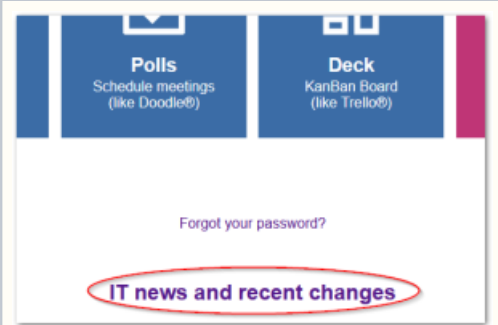 Polls
Schedule meetings
(like Doodle®)
Deck
KanBan Board
(like Trello®)
Forgot your password?
IT news and recent changes